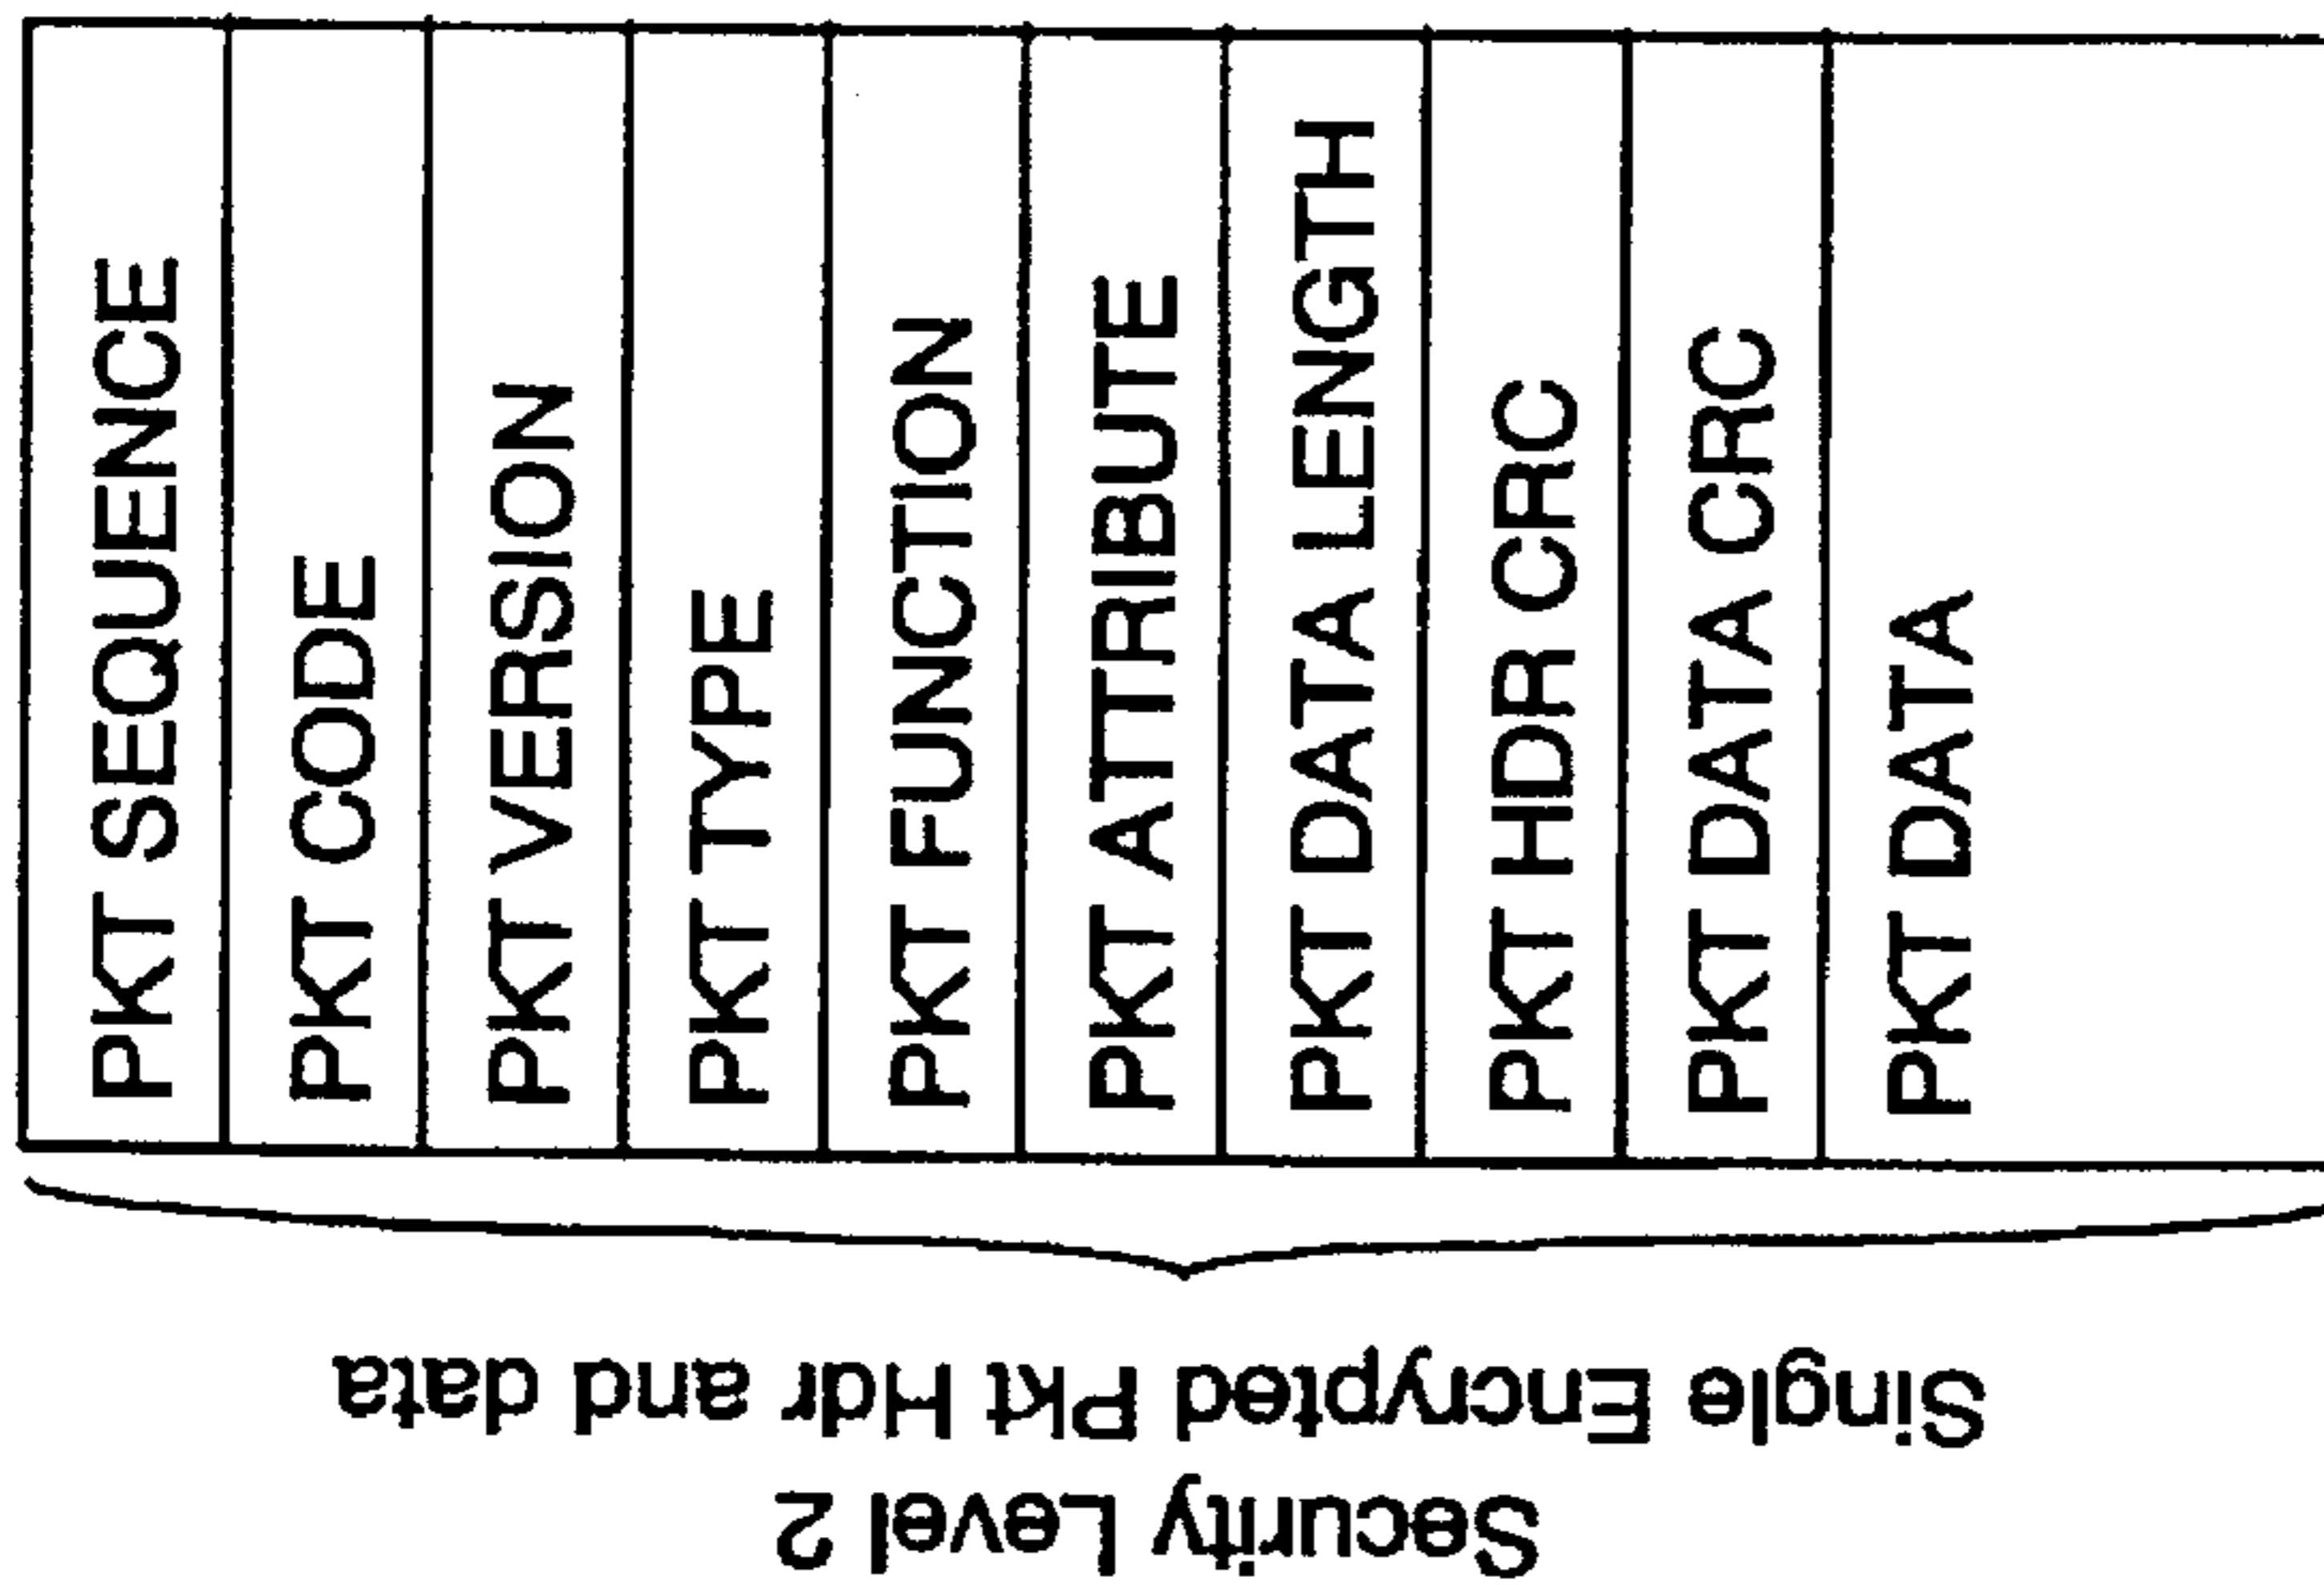 PKT SEQUENCE
PKT CODE
PKT VERSION
PKT TYPE
PKT FUNCTION
PKT ATTRIBUTE
PKT DATA LENGTH
PKT HDR CRC
PKT DATA CRC
PKT DATA
Security Level 2
Single Encrypted Pkt Hdr and data